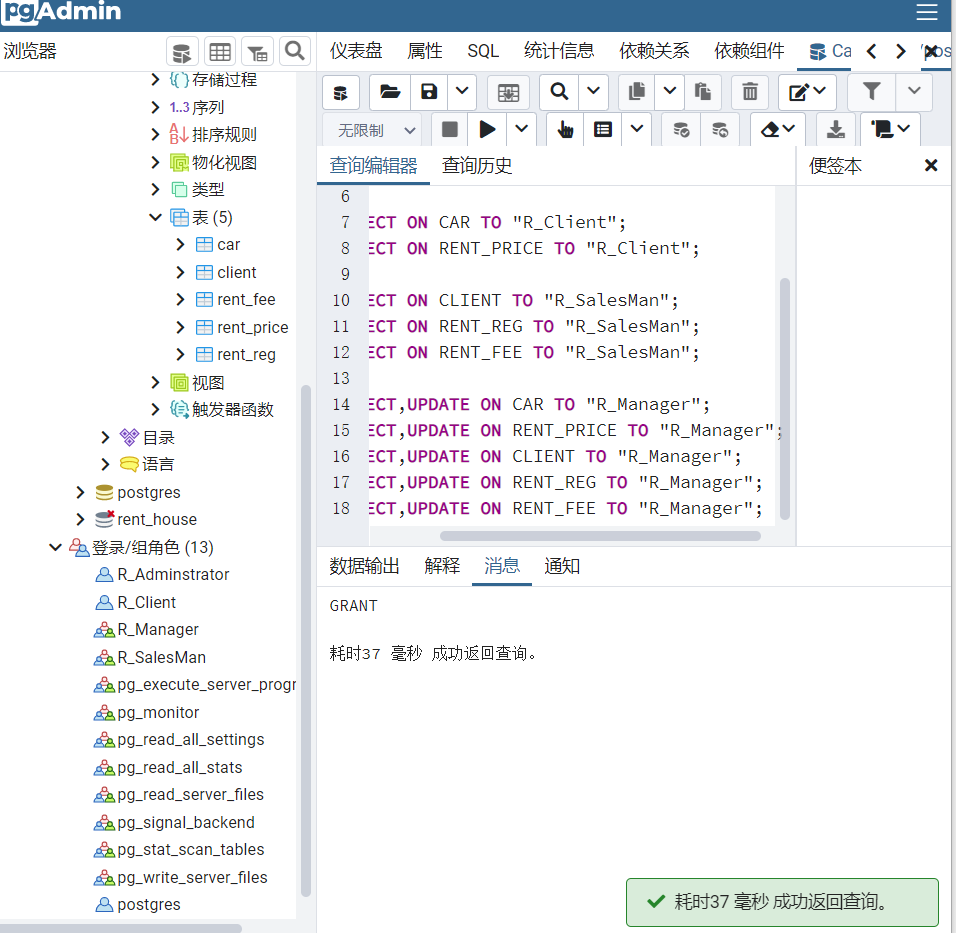 pgAdmin
浏览器
仪表盘 属性 SQL 统计信息 依赖关系 依赖组件 Ca
存储过程
1..3 序列
排序规则
物化视图
类型
表 (5)
car
client
rent_fee
rent_price
rent_reg
视图
触发器函数
目录
语言
postgres
rent_house
登录/组角色 (13)
R_Adminstrator
R_Client
R_Manager
R_SalesMan
pg_execute_server_progr
pg_monitor
pg_read_all_settings
pg_read_all_stats
pg_read_server_files
pg_signal_backend
pg_stat_scan_tables
pg_write_server_files
postgres
无限制
查询编辑器 查询历史
便签本
6
7 ECT ON CAR TO "R_Client";
8 ECT ON RENT_PRICE TO "R_Client";
9
10 ECT ON CLIENT TO "R_SalesMan";
11 ECT ON RENT_REG TO "R_SalesMan";
12 ECT ON RENT_FEE TO "R_SalesMan";
13
14 ECT,UPDATE ON CAR TO "R_Manager";
15 ECT,UPDATE ON RENT_PRICE TO "R_Manager";
16 ECT,UPDATE ON CLIENT TO "R_Manager";
17 ECT,UPDATE ON RENT_REG TO "R_Manager";
18 ECT,UPDATE ON RENT_FEE TO "R_Manager";
数据输出 解释 消息 通知
GRANT
耗时37 毫秒 成功返回查询。
耗时37 毫秒 成功返回查询。